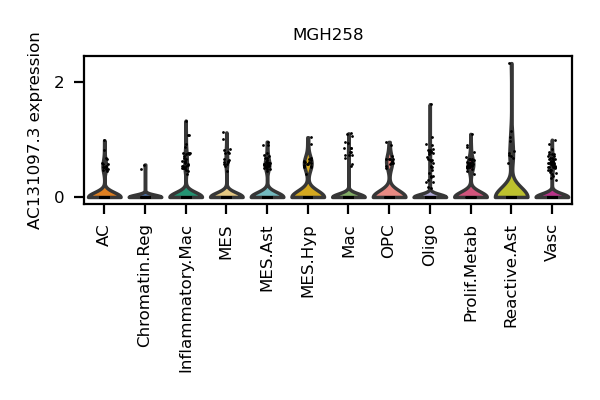 MGH258
AC131097.3 expression
2
0
AC
Chromatin.Reg
Inflammatory.Mac
MES
MES.Ast
MES.Hyp
Mac
OPC
Oligo
Prolif.Metab
Reactive.Ast
Vasc